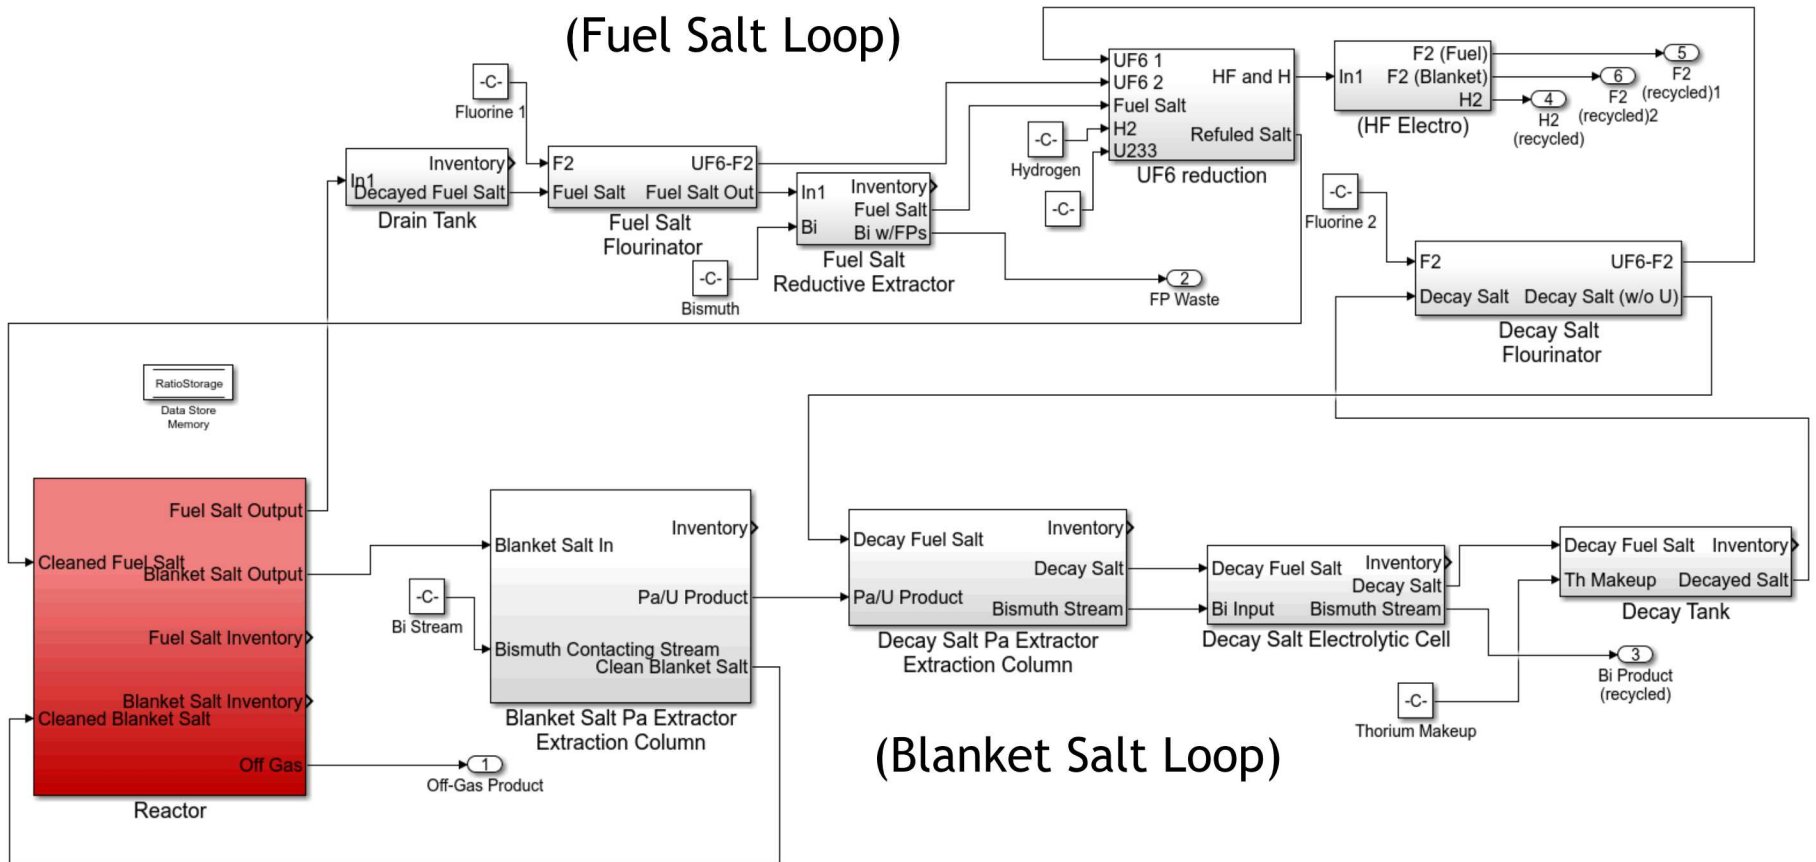 (Fuel Salt Loop)
-C-
Fluorine 1
In1
Inventory
Decayed Fuel Salt
Drain Tank
F2
Fuel Salt
UF6-F2
Fuel Salt Out
Fuel Salt
Flourinator
-C-
Bismuth
In1
Bi
Inventory
Fuel Salt
Bi w/FPs
Fuel Salt
Reductive Extractor
2
FP Waste
-C-
Hydrogen
-C-
UF6 1
UF6 2
Fuel Salt
H2
U233
HF and H
Refuled Salt
UF6 reduction
In1
F2 (Fuel)
F2 (Blanket)
H2
(HF Electro)
5
F2
(recycled)1
6
F2
(recycled)2
4
H2
(recycled)
-C-
Fluorine 2
F2
Decay Salt
UF6-F2
Decay Salt (w/o U)
Decay Salt
Flourinator
RatioStorage
Data Store
Memory
Fuel Salt Output
Cleaned Fuel Salt
Blanket Salt Output
Fuel Salt Inventory
Blanket Salt Inventory
Cleaned Blanket Salt
Off Gas
Reactor
1
Off-Gas Product
-C-
Bi Stream
Blanket Salt In
Inventory
Pa/U Product
Bismuth Contacting Stream
Clean Blanket Salt
Blanket Salt Pa Extractor
Extraction Column
Decay Fuel Salt
Inventory
Decay Salt
Pa/U Product
Bismuth Stream
Decay Salt Pa Extractor
Extraction Column
Decay Fuel Salt
Inventory
Decay Salt
Bi Input
Bismuth Stream
Decay Salt Electrolytic Cell
Decay Fuel Salt
Inventory
Th Makeup
Decayed Salt
Decay Tank
3
Bi Product
(recycled)
-C-
Thorium Makeup
(Blanket Salt Loop)